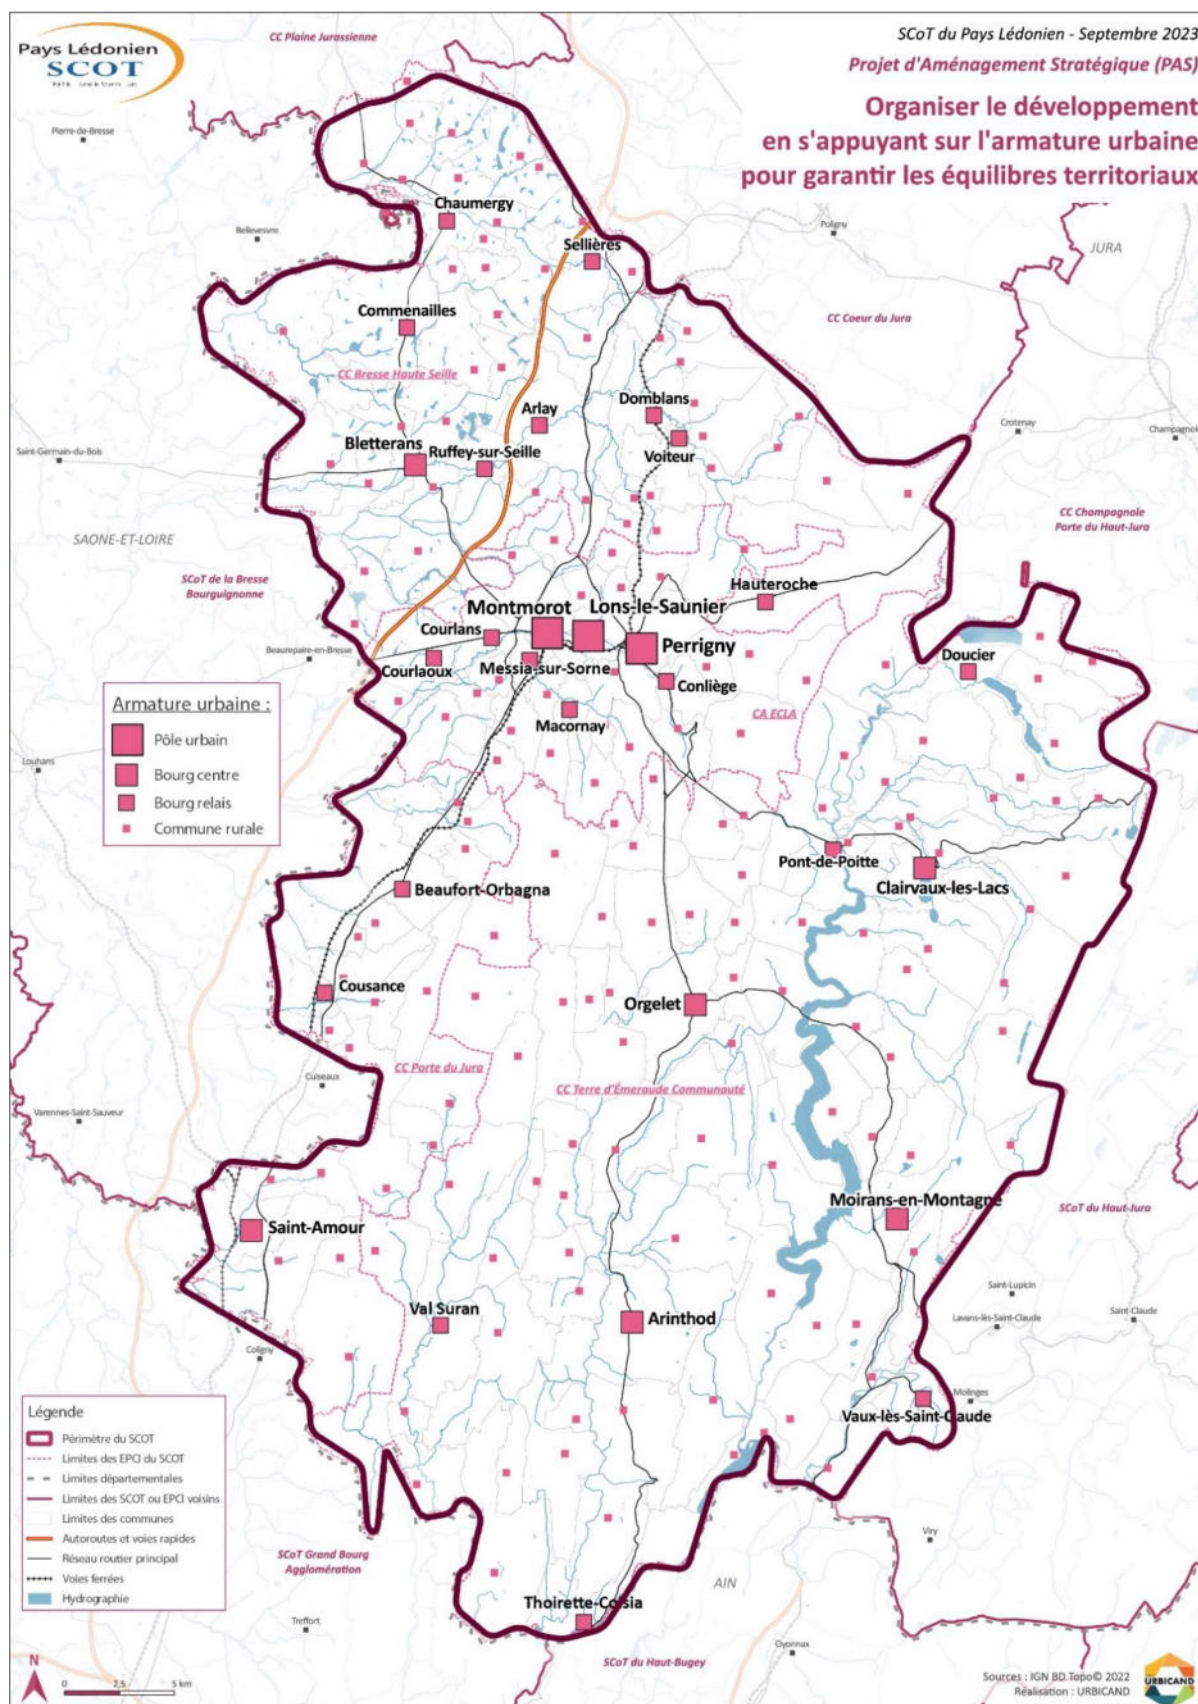 Pays Lédonien
SCOT
SCoT du Pays Lédonien - Septembre 2023
Projet d'Aménagement Stratégique (PAS)
Organiser le développement
en s'appuyant sur l'armature urbaine
pour garantir les équilibres territoriaux
CC Plaine Jurassienne
Pierre-de-Bresse
Chaumergy
Bellevesvre
Sellières
Poligny
JURA
Commenailles
CC Coeur du Jura
CC Bresse Haute Seille
Arlay
Domblans
Crotenay
Champagnole
Saint-Germain-du-Bois
Bletterans
Ruffey-sur-Seille
Voiteur
CC Champagnole
Porte du Haut-Jura
SAONE-ET-LOIRE
SCoT de la Bresse
Bourguignonne
Hauteroche
Montmorot
Lons-le-Saunier
Courlans
Perrigny
Beaurepaire-en-Bresse
Courlaoux
Messia-sur-Sorne
Doucier
Conliège
Macornay
CA ECLA
Armature urbaine :
Pôle urbain
Bourg centre
Bourg relais
Commune rurale
Louhans
Pont-de-Poitte
Clairvaux-les-Lacs
Beaufort-Orbagna
Cousance
Orgelet
CC Porte du Jura
CC Terre d'Émeraude Communauté
Cuiseaux
Varennes-Saint-Sauveur
Moirans-en-Montagne
SCoT du Haut-Jura
Saint-Amour
Saint-Lupicin
Lavans-lès-Saint-Claude
Saint-Claude
Val Suran
Arinthod
Coligny
Molinges
Vaux-lès-Saint-Claude
Légende
Périmètre du SCOT
Limites des EPCI du SCOT
Limites départementales
Limites des SCOT ou EPCI voisins
Limites des communes
Autoroutes et voies rapides
Réseau routier principal
Voies ferrées
Hydrographie
SCoT Grand Bourg
Agglomération
Viry
AIN
Thoirette-Coisia
Treffort
Oyonnax
SCoT du Haut-Bugey
N
0 2,5 5 km
Sources : IGN BD Topo© 2022
Réalisation : URBICAND
URBICAND